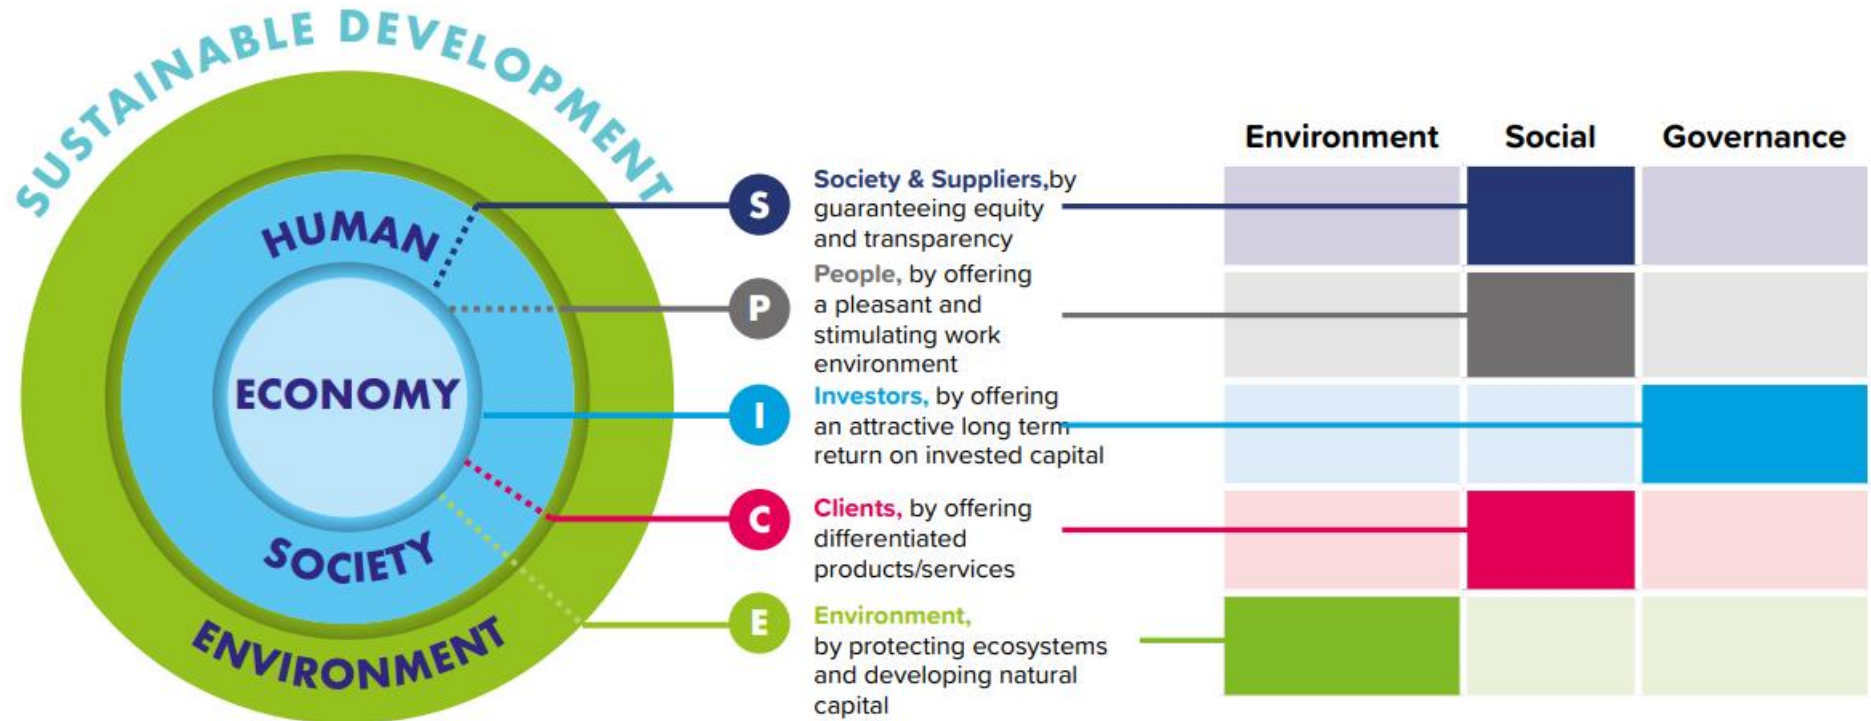 SUSTAINABLE DEVELOPMENT
HUMAN
ECONOMY
SOCIETY
ENVIRONMENT
S
Society & Suppliers,by
guaranteeing equity
and transparency
P
People, by offering
a pleasant and
stimulating work
environment
I
Investors, by offering
an attractive long term
return on invested capital
C
Clients, by offering
differentiated
products/services
E
Environment,
by protecting ecosystems
and developing natural
capital
Environment Social Governance